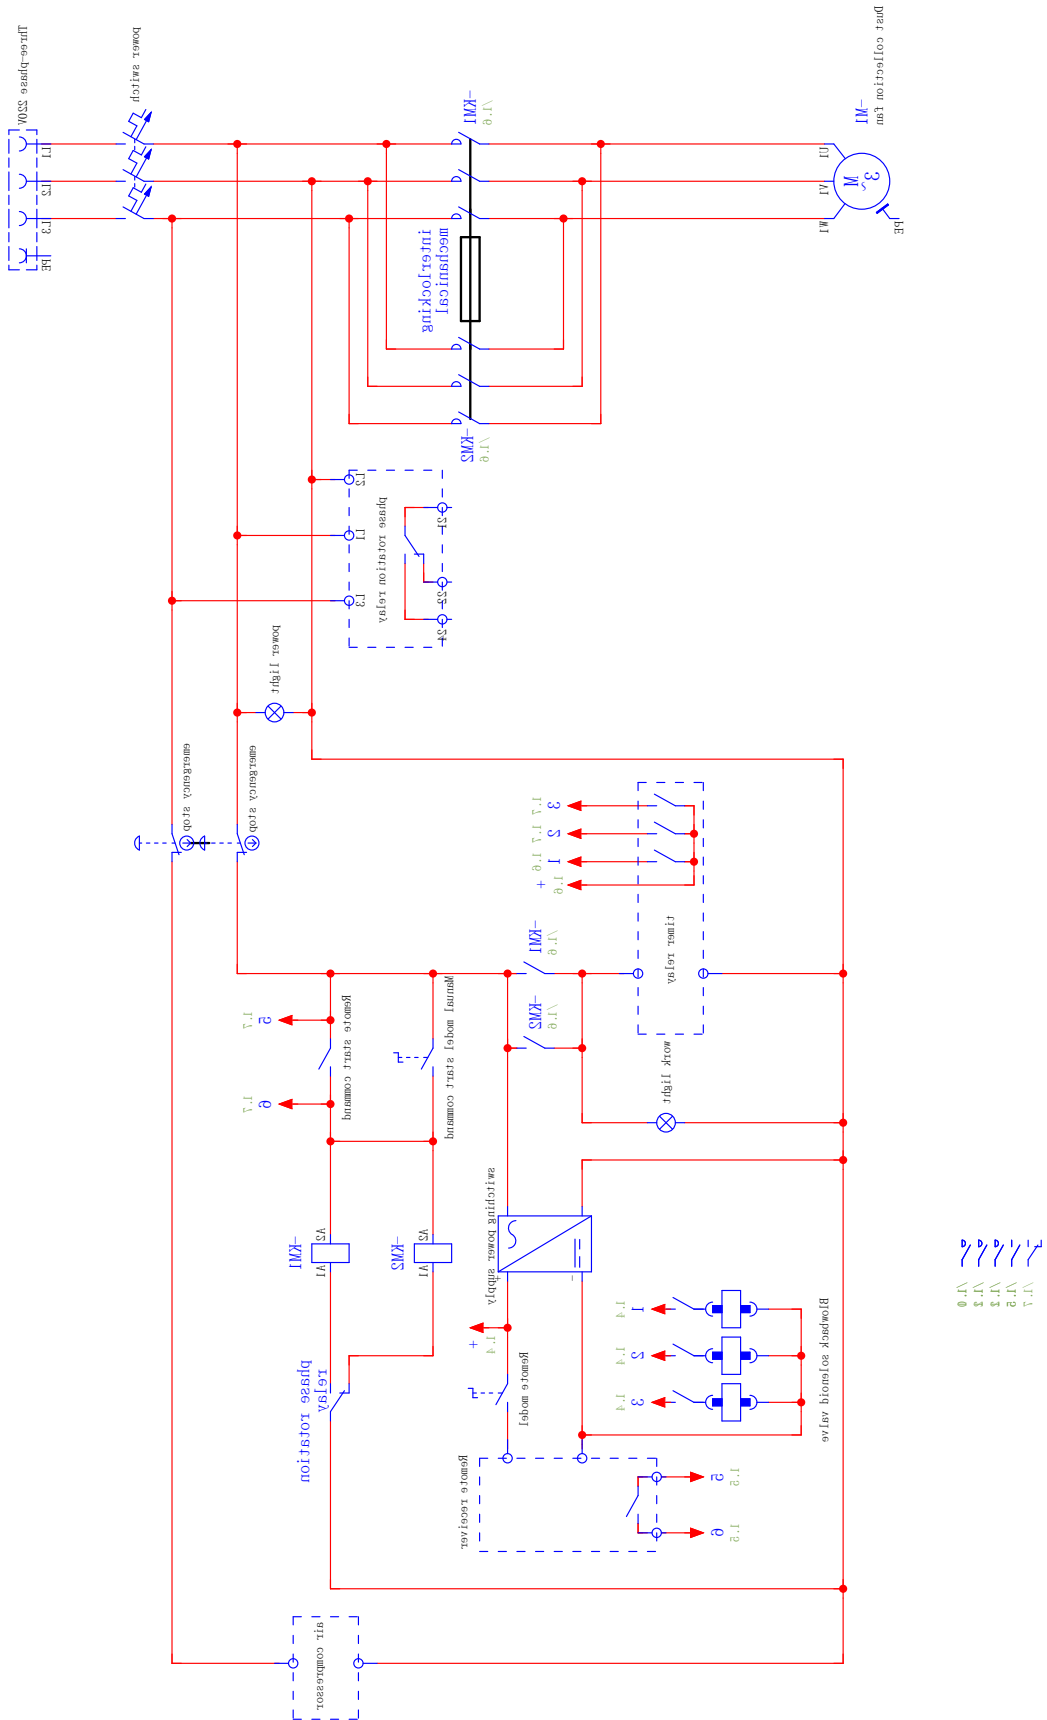 Three-phase 220V
L1
L2
L3
PE
power switch
-KM1
/1.6
mechanical
interlocking
-KM2
/1.6
Dust collection fan
-M1
U1
V1
W1
3
M
~
PE
phase rotation relay
L2
L1
L3
21
22
24
power light
emergency stop
emergency stop
timer relay
3
1.7
2
1.7
1
1.6
+
1.6
-KM1
/1.6
-KM2
/1.6
work light
Remote start command
5
1.7
6
1.7
Manual model start command
-KM1
A2
A1
-KM2
A2
A1
phase rotation
relay
switching power supply
+
-
+
1.4
Remote model
Remote receiver
5
1.5
6
1.5
Blowback solenoid valve
1
1.4
2
1.4
3
1.4
air compressor
/1.0
/1.2
/1.2
/1.5
/1.7